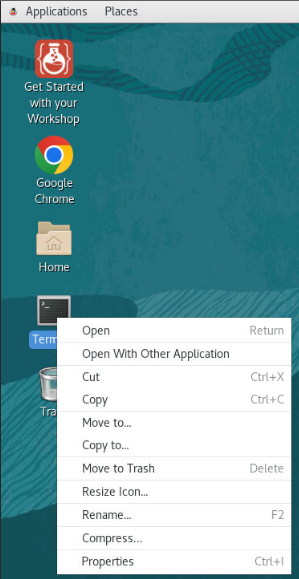 Applications Places
Get Started
with your
Workshop
Google
Chrome
Home
Term
Tra
Open Return
Open With Other Application
Cut Ctrl+X
Copy Ctrl+C
Move to...
Copy to...
Move to Trash Delete
Resize Icon...
Rename... F2
Compress...
Properties Ctrl+I